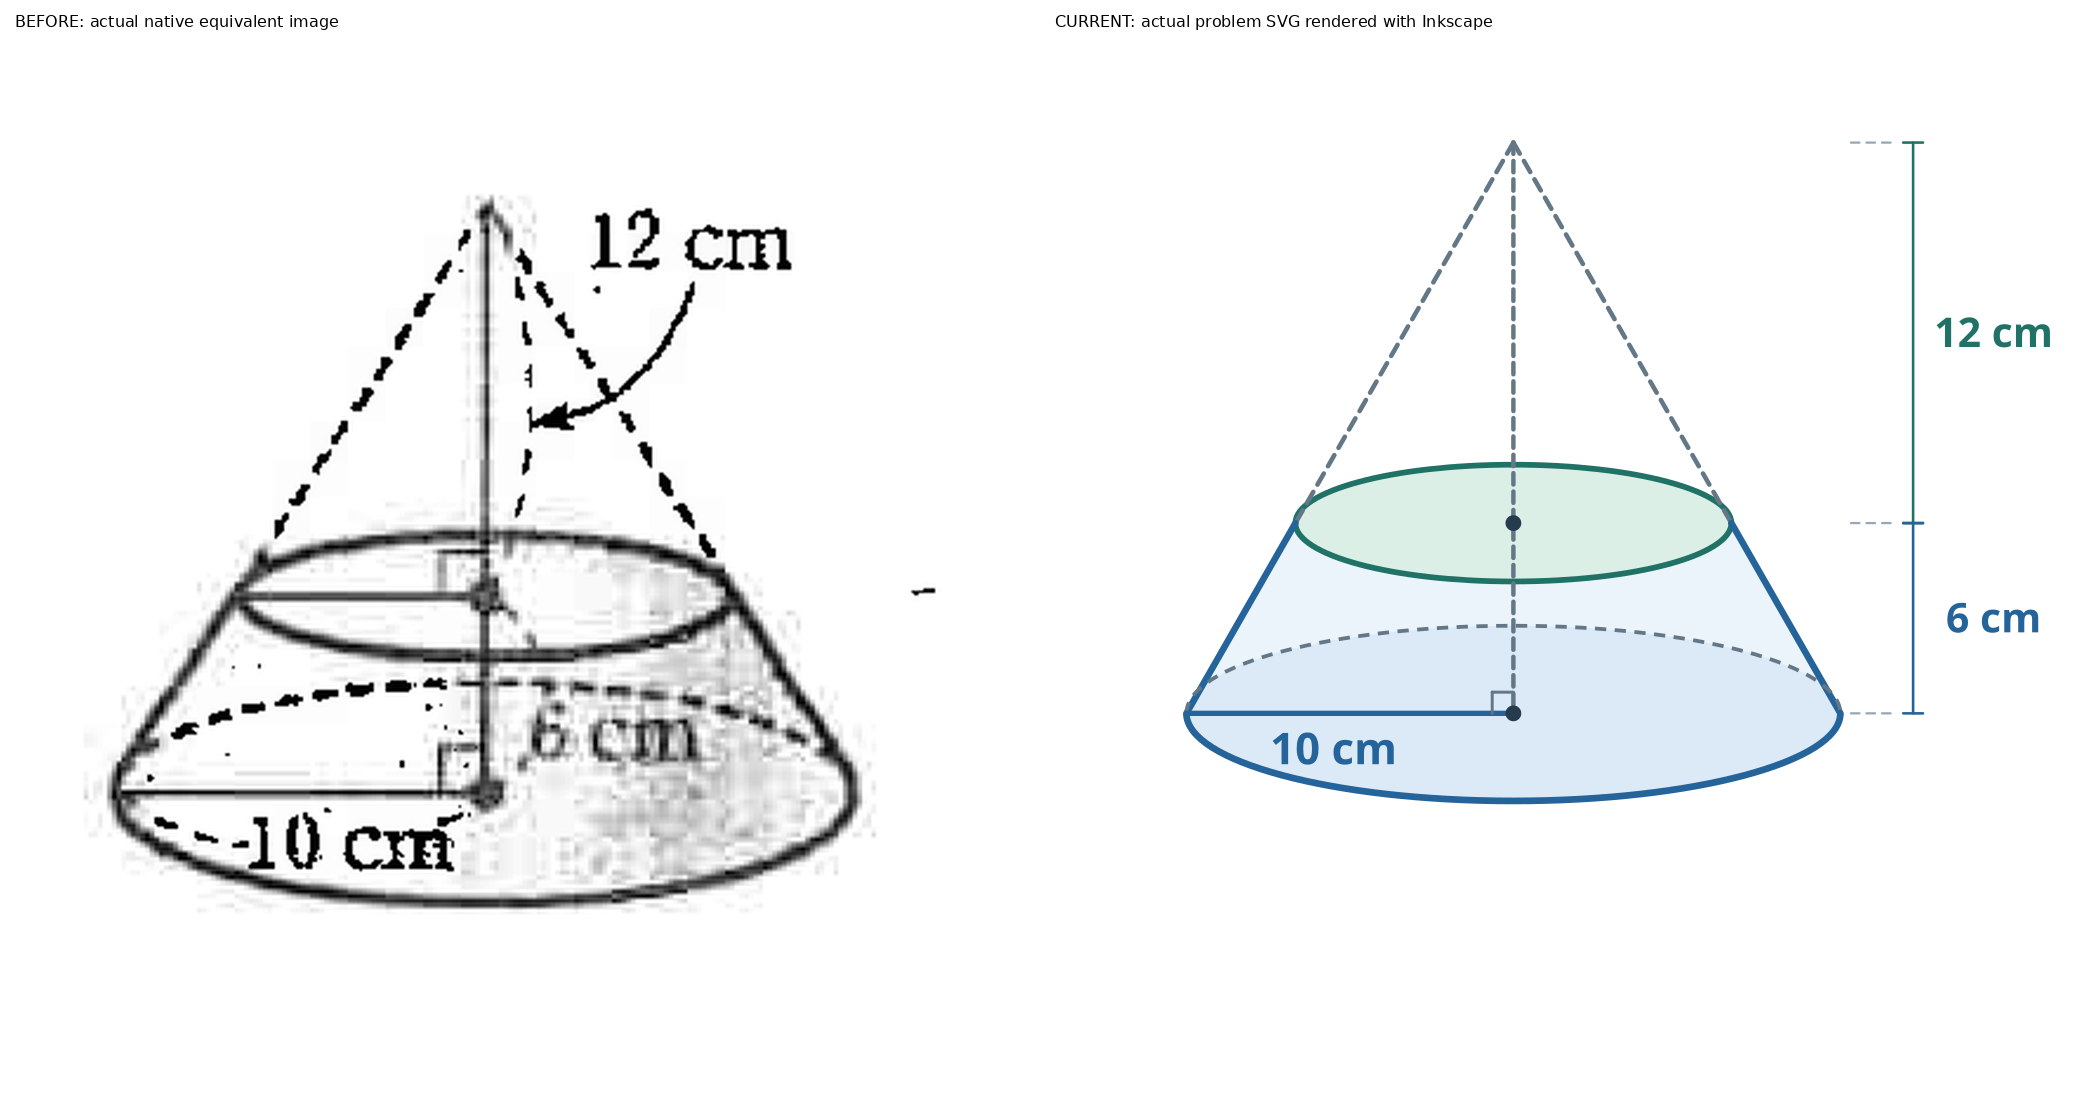 BEFORE: actual native equivalent image
12 cm
6 cm
10 cm
CURRENT: actual problem SVG rendered with Inkscape
12 cm
6 cm
10 cm